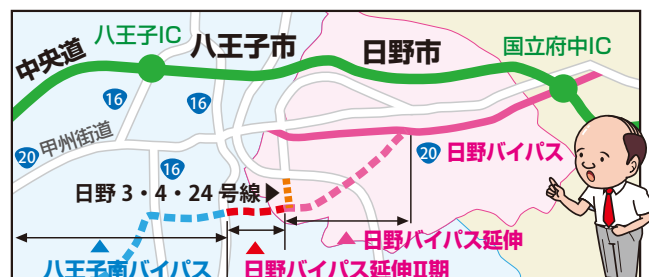 中央道
八王子IC
八王子市
日野市
国立府中IC
16
16
甲州街道
20
16
20
日野バイパス
日野3・4・24号線▶
日野バイパス延伸
八王子南バイパス
日野バイパス延伸Ⅱ期